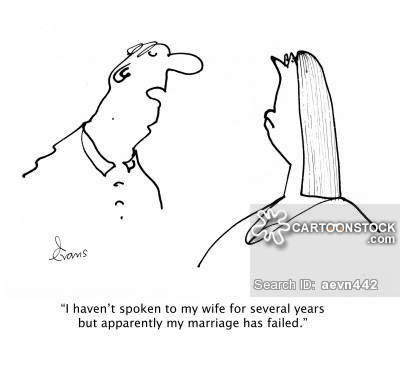 CARTOONSTOCK
.com
Evans
Search ID: aevn442
“I haven’t spoken to my wife for several years
but apparently my marriage has failed.”